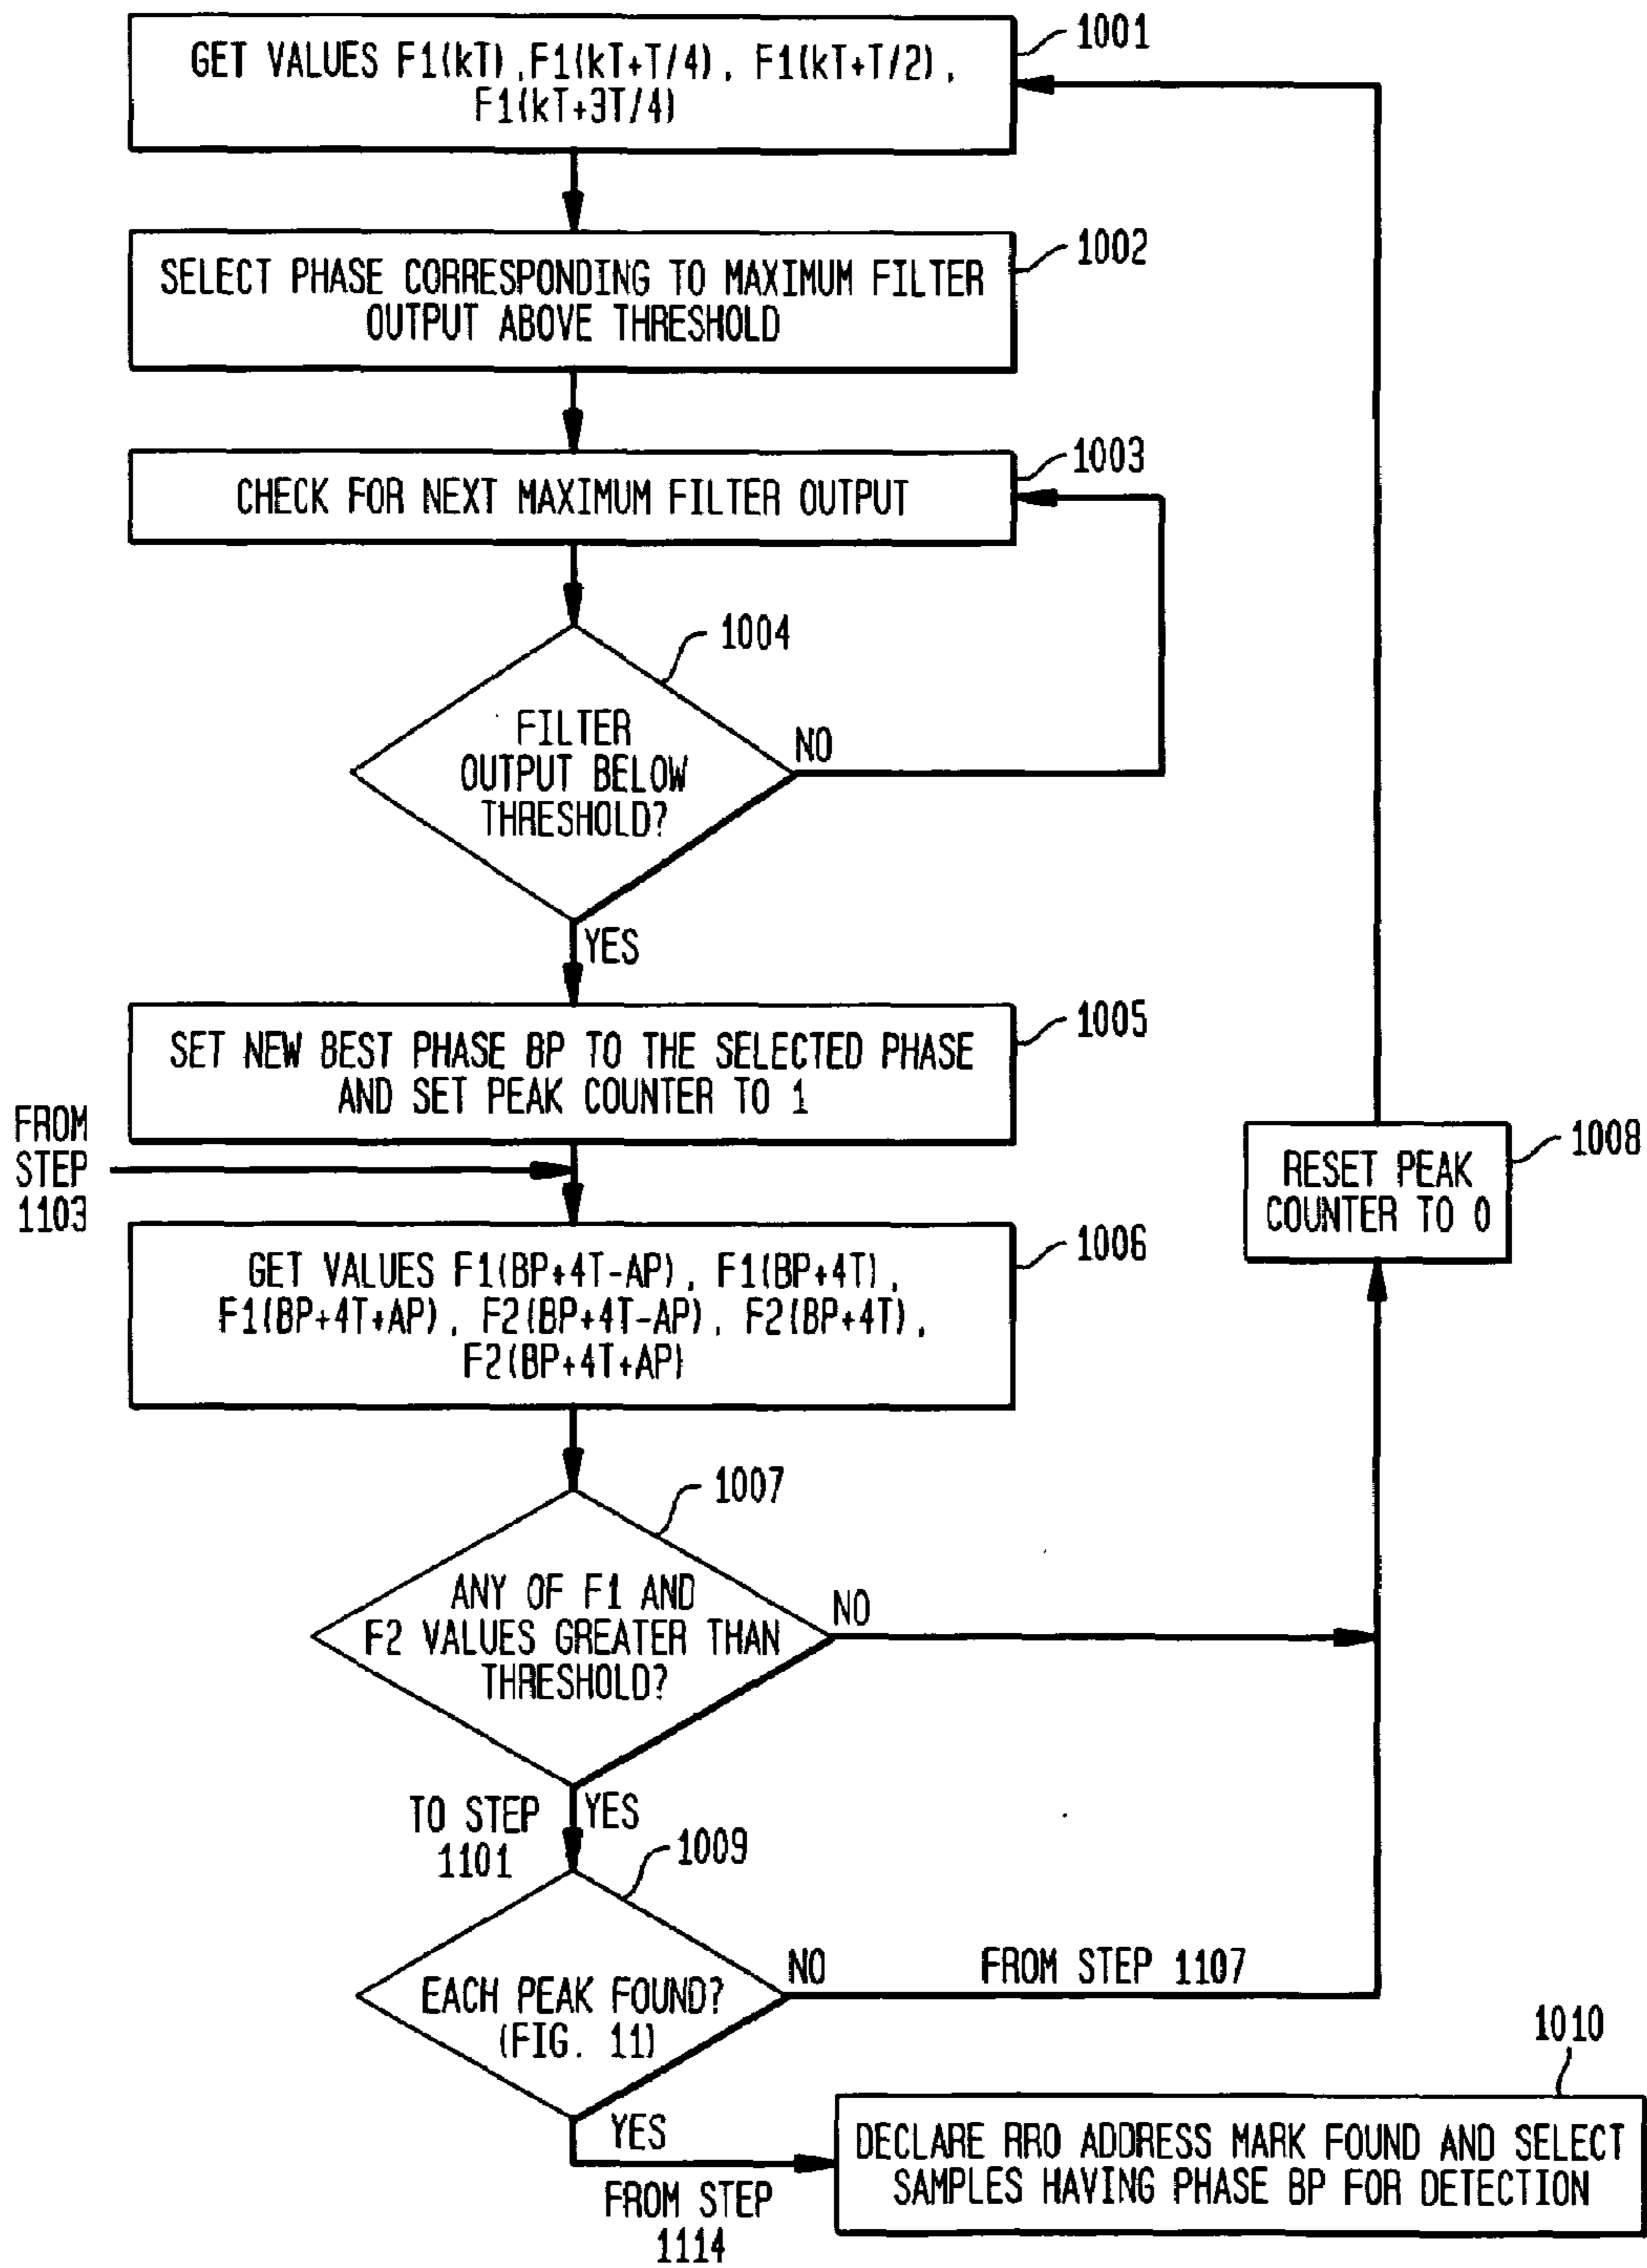 GET VALUES F1(kT),F1(kT+T/4), F1(kT+T/2),
F1(kT+3T/4)
1001
SELECT PHASE CORRESPONDING TO MAXIMUM FILTER
OUTPUT ABOVE THRESHOLD
1002
CHECK FOR NEXT MAXIMUM FILTER OUTPUT
1003
1004
FILTER
OUTPUT BELOW
THRESHOLD?
NO
YES
SET NEW BEST PHASE BP TO THE SELECTED PHASE
AND SET PEAK COUNTER TO 1
1005
FROM
STEP
1103
RESET PEAK
COUNTER TO 0
1008
GET VALUES F1(BP+4T-AP), F1(BP+4T),
F1(BP+4T+AP), F2(BP+4T-AP), F2(BP+4T),
F2(BP+4T+AP)
1006
1007
ANY OF F1 AND
F2 VALUES GREATER THAN
THRESHOLD?
NO
TO STEP
1101
YES
1009
EACH PEAK FOUND?
(FIG. 11)
NO
FROM STEP 1107
YES
FROM STEP
1114
1010
DECLARE RRO ADDRESS MARK FOUND AND SELECT
SAMPLES HAVING PHASE BP FOR DETECTION